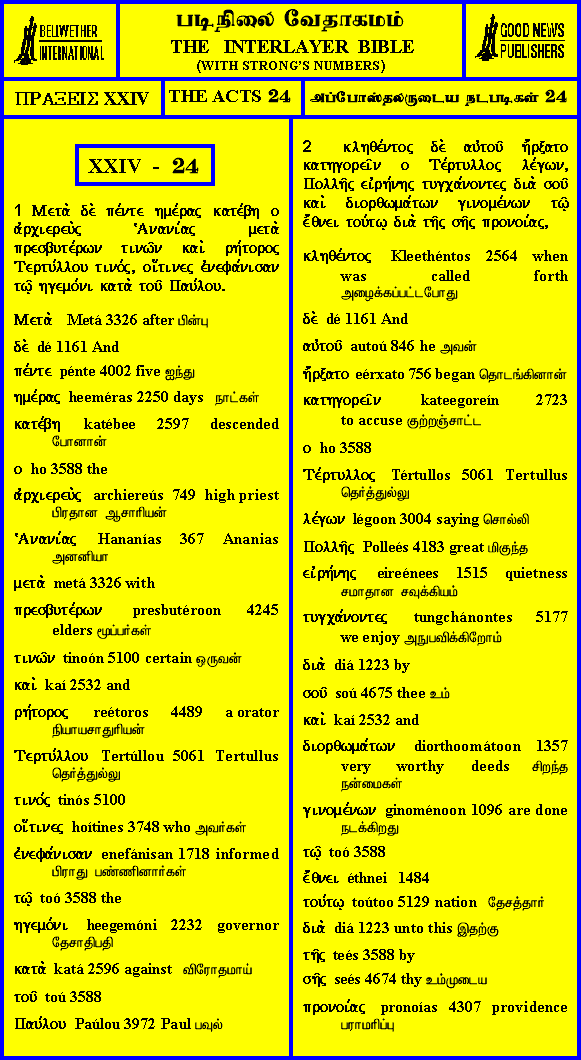 BELLWETHER
INTERNATIONAL
படிநிலை வேதாகமம்
THE INTERLAYER BIBLE
(WITH STRONG'S NUMBERS)
GOOD NEWS
PUBLISHERS
ΠΡΑΞΕΙΣ XXIV
THE ACTS 24
அப்போஸ்தலருடைய நடபடிகள் 24
XXIV - 24
1 Μετὰ δὲ πέντε ημέρας κατέβη ο
ἀρχιερεὺς Ἁνανίας μετὰ
πρεσβυτέρων τινῶν καὶ ρήτορος
Τερτύλλου τινός, οἵτινες ἐνεφάνισαν
τῷ ηγεμόνι κατὰ τοῦ Παύλου.
Μετὰ Metá 3326 after பின்பு
δὲ dé 1161 And
πέντε pénte 4002 five ஐந்து
ημέρας heeméras 2250 days நாட்கள்
κατέβη katébee 2597 descended
போனான்
ο ho 3588 the
ἀρχιερεὺς archiereús 749 high priest
பிரதான ஆசாரியன்
Ἁνανίας Hananías 367 Ananias
அனனியா
μετὰ metá 3326 with
πρεσβυτέρων presbutéroon 4245
elders மூப்பர்கள்
τινῶν tinoón 5100 certain ஒருவன்
καὶ kaí 2532 and
ρήτορος reétoros 4489 a orator
நியாயசாதுரியன்
Τερτύλλου Tertúllou 5061 Tertullus
தெர்த்துல்லு
τινός tinós 5100
οἵτινες hoítines 3748 who அவர்கள்
ἐνεφάνισαν enefánisan 1718 informed
பிராது பண்ணினார்கள்
τῷ toó 3588 the
ηγεμόνι heegemóni 2232 governor
தேசாதிபதி
κατὰ katá 2596 against விரோதமாய்
τοῦ toú 3588
Παύλου Paúlou 3972 Paul பவுல்
2 κληθέντος δὲ αὐτοῦ ἤρξατο
κατηγορεῖν ο Τέρτυλλος λέγων,
Πολλῆς εἰρήνης τυγχάνοντες διὰ σοῦ
καὶ διορθωμάτων γινομένων τῷ
ἔθνει τούτῳ διὰ τῆς σῆς προνοίας,
κληθέντος Kleethéntos 2564 when
was called forth
அழைக்கப்பட்டபோது
δὲ dé 1161 And
αὐτοῦ autoú 846 he அவன்
ἤρξατο eérxato 756 began தொடங்கினான்
κατηγορεῖν kateegoreín 2723
to accuse குற்றஞ்சாட்ட
ο ho 3588
Τέρτυλλος Tértullos 5061 Tertullus
தெர்த்துல்லு
λέγων légoon 3004 saying சொல்லி
Πολλῆς Polleés 4183 great மிகுந்த
εἰρήνης eireénees 1515 quietness
சமாதான சவுக்கியம்
τυγχάνοντες tungchánontes 5177
we enjoy அநுபவிக்கிறோம்
διὰ diá 1223 by
σοῦ soú 4675 thee உம்
καὶ kaí 2532 and
διορθωμάτων diorthoomátoon 1357
very worthy deeds சிறந்த
நன்மைகள்
γινομένων ginoménoon 1096 are done
நடக்கிறது
τῷ toó 3588
ἔθνει éthnei 1484
τούτῳ toútoo 5129 nation தேசத்தார்
διὰ diá 1223 unto this இதற்கு
τῆς teés 3588 by
σῆς seés 4674 thy உம்முடைய
προνοίας pronoías 4307 providence
பராமரிப்பு